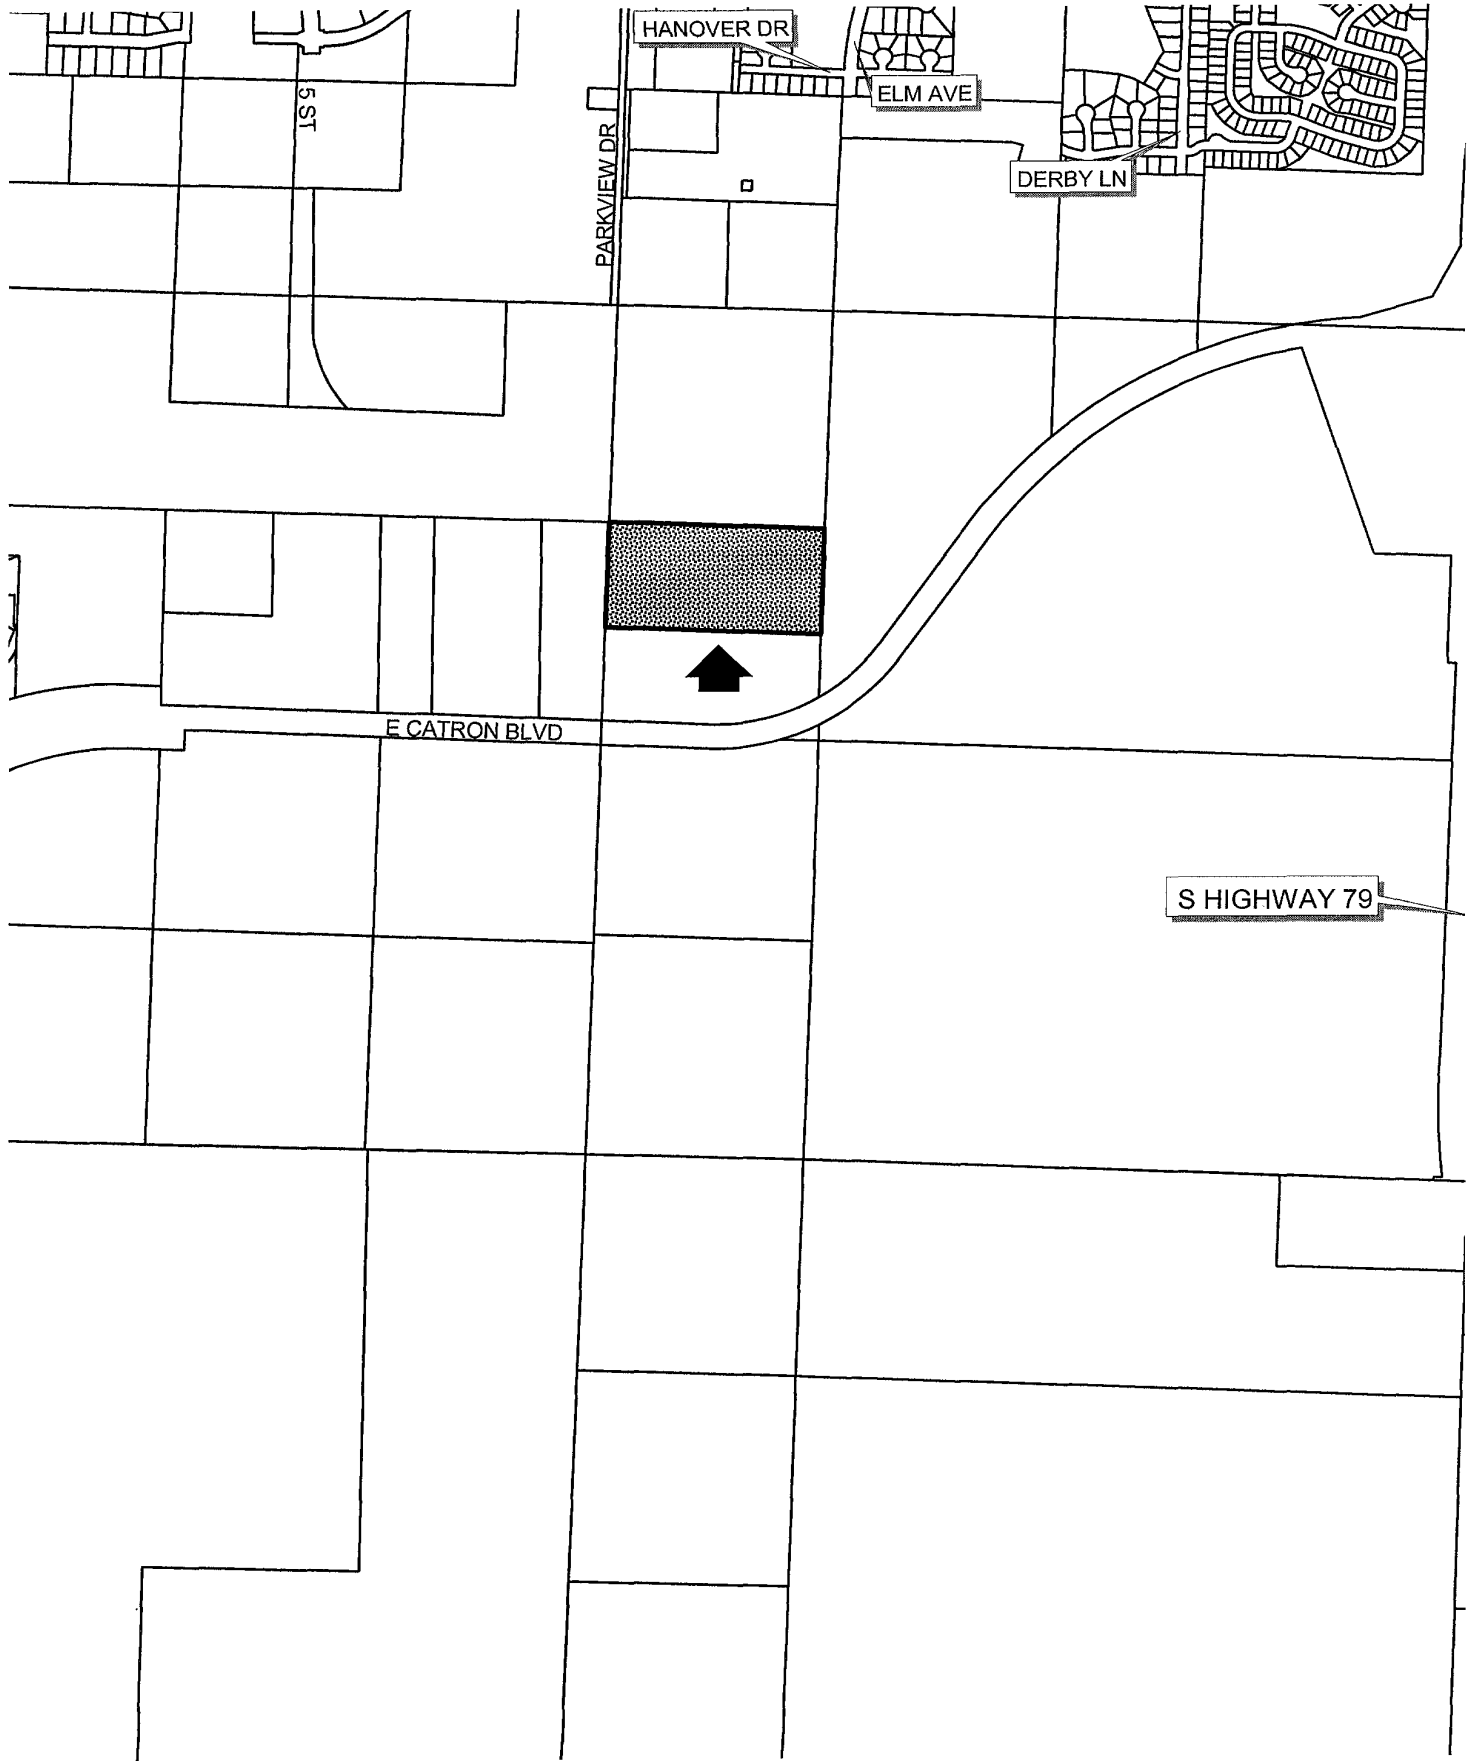 HANOVER DR
ELM AVE
5 ST
PARKVIEW DR
DERBY LN
E CATRON BLVD
S HIGHWAY 79